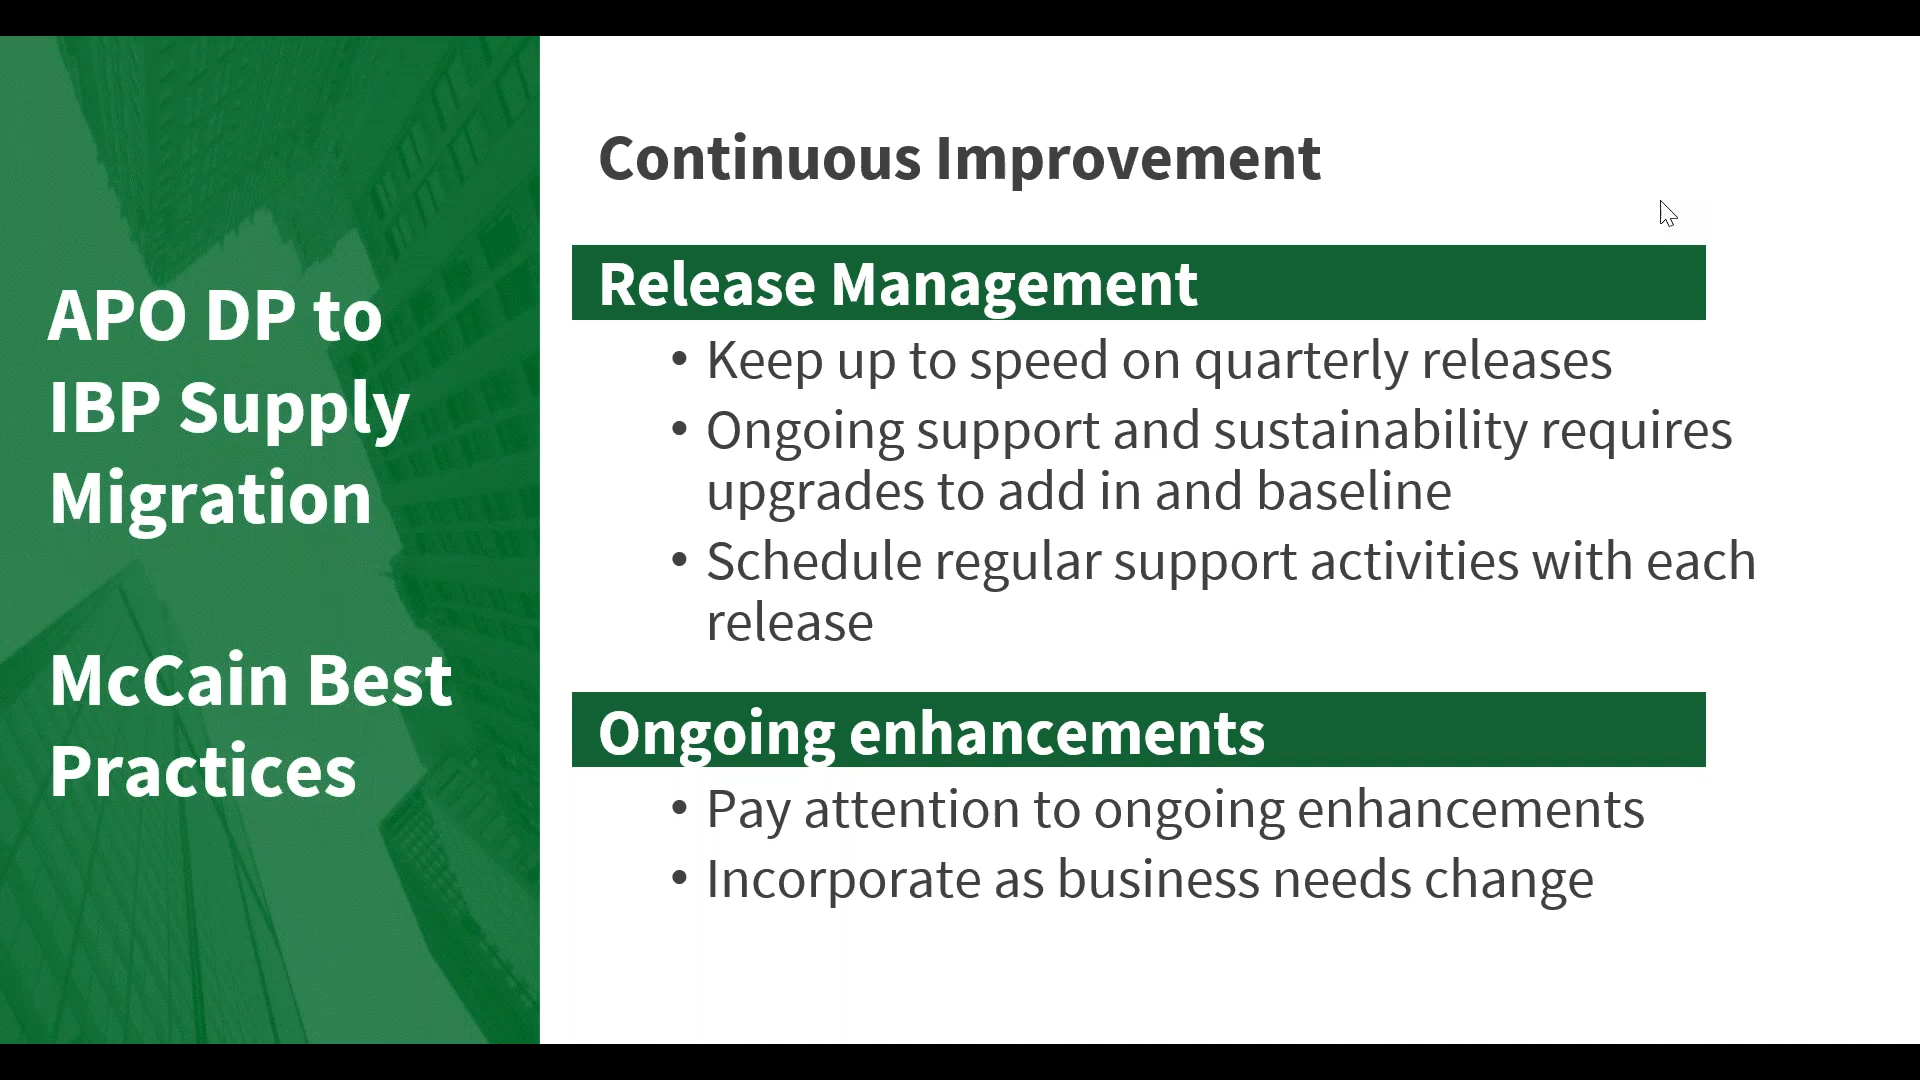 APO DP to
IBP Supply
Migration
McCain Best
Practices
Continuous Improvement
Release Management
• Keep up to speed on quarterly releases
• Ongoing support and sustainability requires
upgrades to add in and baseline
• Schedule regular support activities with each
release
Ongoing enhancements
• Pay attention to ongoing enhancements
• Incorporate as business needs change